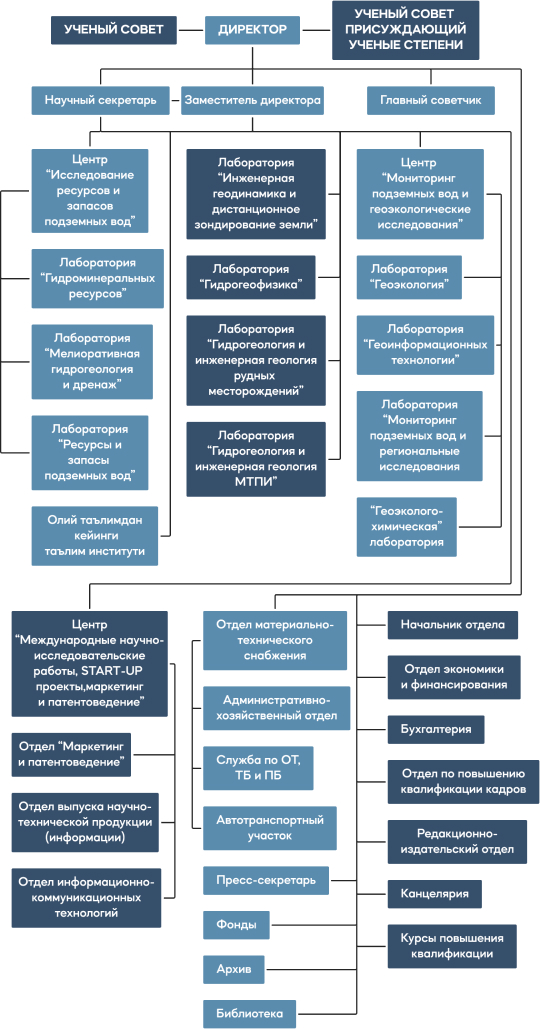 УЧЕНЫЙ СОВЕТ
ДИРЕКТОР
УЧЕНЫЙ СОВЕТ
ПРИСУЖДАЮЩИЙ
УЧЕНЫЕ СТЕПЕНИ
Научный секретарь
Заместитель директора
Главный советчик
Центр
“Исследование
ресурсов и
запасов
подземных вод”
Лаборатория
“Гидроминеральных
ресурсов”
Лаборатория
“Мелиоративная
гидрогеология
и дренаж”
Лаборатория
“Ресурсы и
запасы
подземных вод”
Олий таълимдан
кейинги
таълим институти
Лаборатория
“Инженерная
геодинамика и
дистанционое
зондирование земли”
Лаборатория
“Гидрогеофизика”
Лаборатория
“Гидрогеология и
инженерная геология
рудных
месторождений”
Лаборатория
“Гидрогеология и
инженерная геология
МТПИ”
Центр
“Мониторинг
подземных вод и
геоэкологические
исследования”
Лаборатория
“Геоэкология”
Лаборатория
“Геоинформационных
технологии”
Лаборатория
“Мониторинг
подземных вод и
региональные
исследования
“Геоэколого-
химическая”
лаборатория
Центр
“Международные научно-
исследовательские
работы, START-UP
проекты,маркетинг
и патентоведение”
Отдел “Маркетинг
и патентоведение”
Отдел выпуска научно-
технической продукции
(информации)
Отдел информационно-
коммуникационных
технологий
Отдел материально-
технического
снабжения
Административно-
хозяйственный отдел
Служба по ОТ,
ТБ и ПБ
Автотранспортный
участок
Пресс-секретарь
Фонды
Архив
Библиотека
Начальник отдела
Отдел экономики
и финансирования
Бухгалтерия
Отдел по повышению
квалификации кадров
Редакционно-
издательский отдел
Канцелярия
Курсы повышения
квалификации